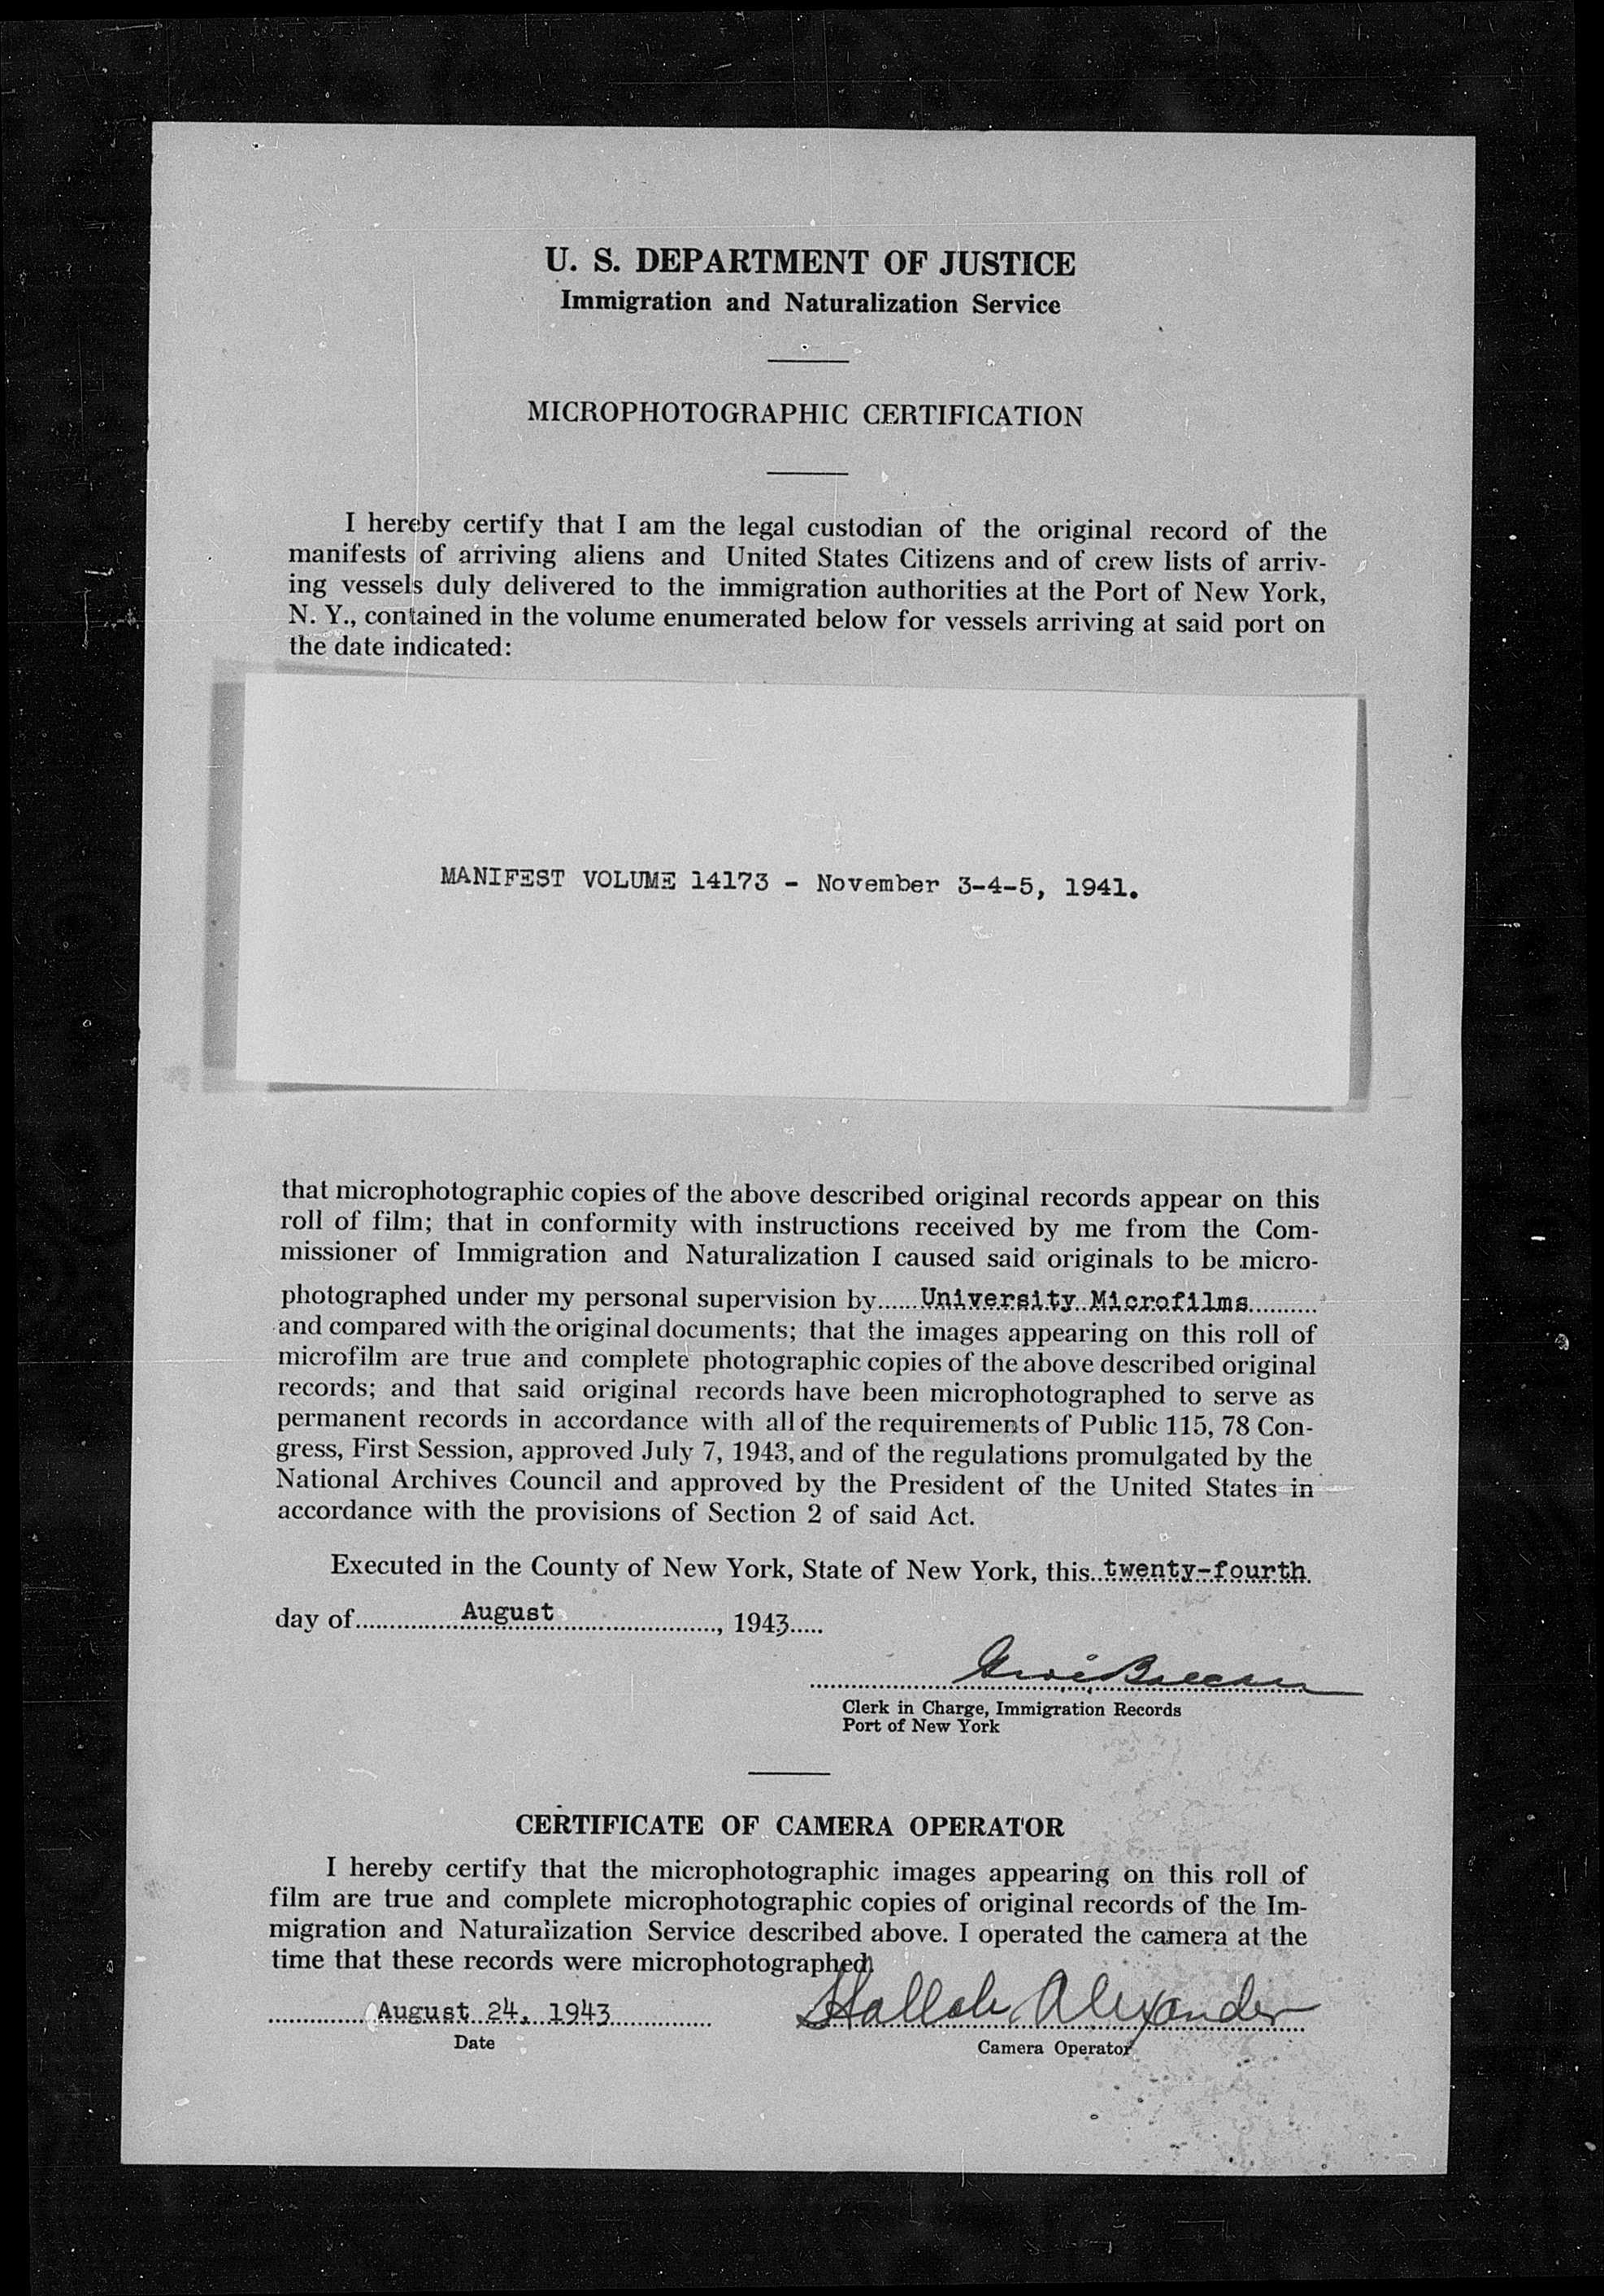 U. S. DEPARTMENT OF JUSTICE
Immigration and Naturalization Service
MICROPHOTOGRAPHIC CERTIFICATION
I hereby certify that I am the legal custodian of the original record of the
manifests of arriving aliens and United States Citizens and of crew lists of arriv-
ing vessels duly delivered to the immigration authorities at the Port of New York,
N. Y., contained in the volume enumerated below for vessels arriving at said port on
the date indicated:
MANIFEST VOLUME 14173 - November 3-4-5, 1941.
that microphotographic copies of the above described original records appear on this
roll of film; that in conformity with instructions received by me from the Com-
missioner of Immigration and Naturalization I caused said originals to be micro-
photographed under my personal supervision by......University Microfilms..........
and compared with the original documents; that the images appearing on this roll of
microfilm are true and complete photographic copies of the above described original
records; and that said original records have been microphotographed to serve as
permanent records in accordance with all of the requirements of Public 115, 78 Con-
gress, First Session, approved July 7, 1943, and of the regulations promulgated by the
National Archives Council and approved by the President of the United States in
accordance with the provisions of Section 2 of said Act.
Executed in the County of New York, State of New York, this twenty-fourth
day of August, 1943
Clerk in Charge, Immigration Records
Port of New York
CERTIFICATE OF CAMERA OPERATOR
I hereby certify that the microphotographic images appearing on this roll of
film are true and complete microphotographic copies of original records of the Im-
migration and Naturalization Service described above. I operated the camera at the
time that these records were microphotographed.
August 24, 1943 Alexander
Date Camera Operator